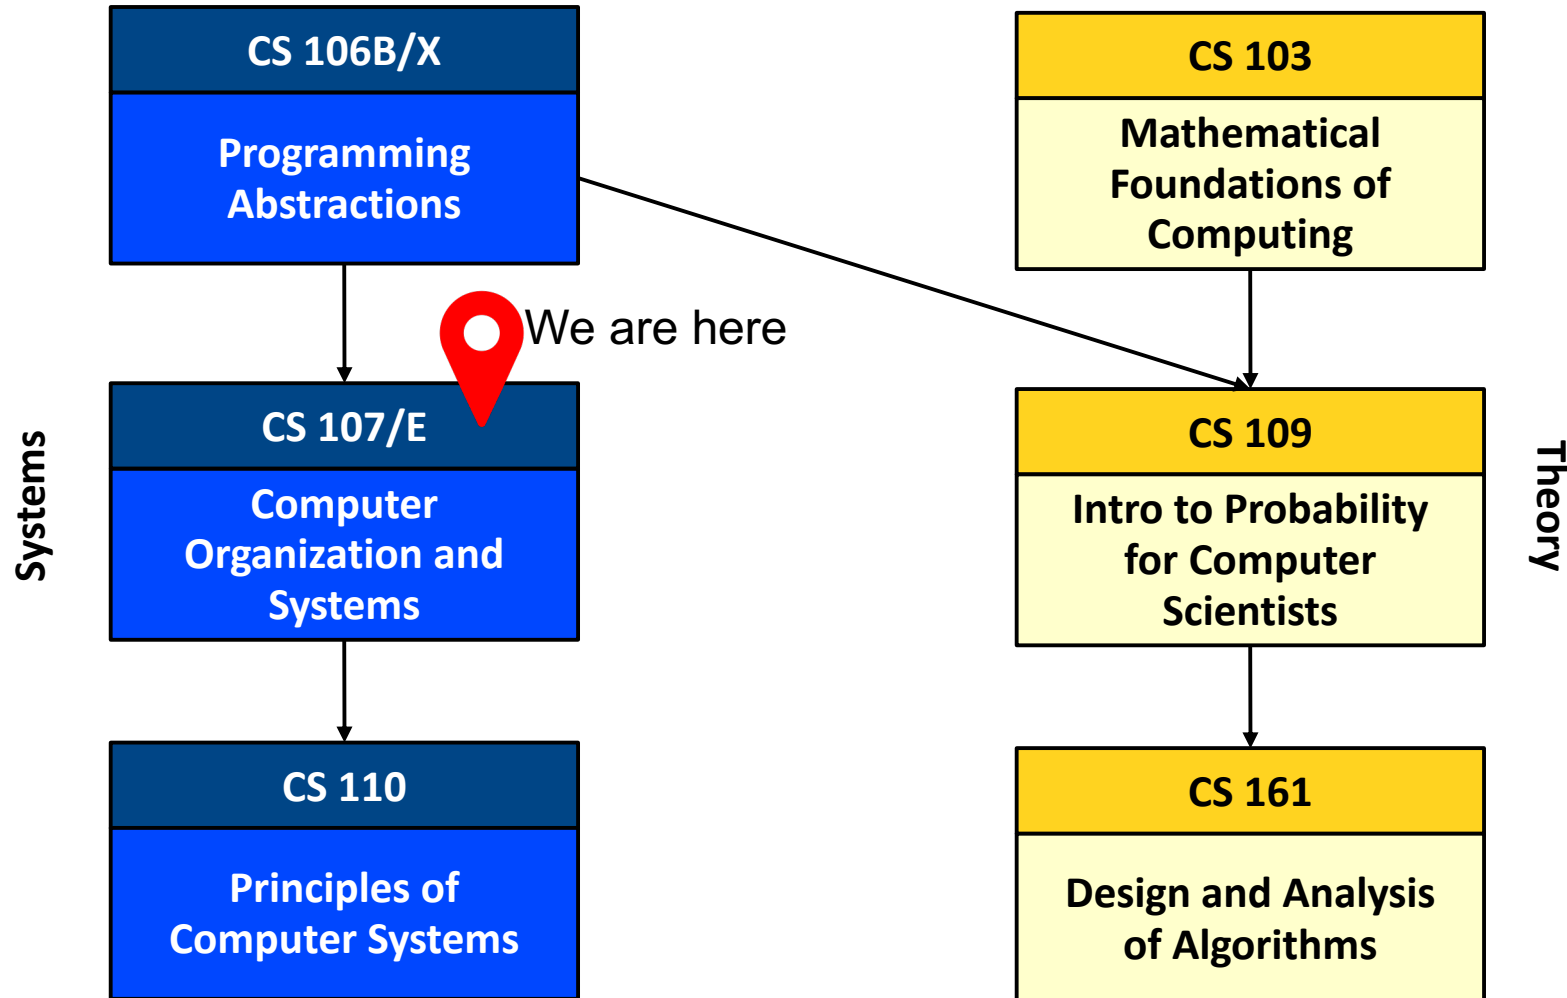 CS 106B/X
Programming
Abstractions
CS 103
Mathematical
Foundations of
Computing
We are here
Systems
CS 107/E
Computer
Organization and
Systems
CS 109
Intro to Probability
for Computer
Scientists
Theory
CS 110
Principles of
Computer Systems
CS 161
Design and Analysis
of Algorithms